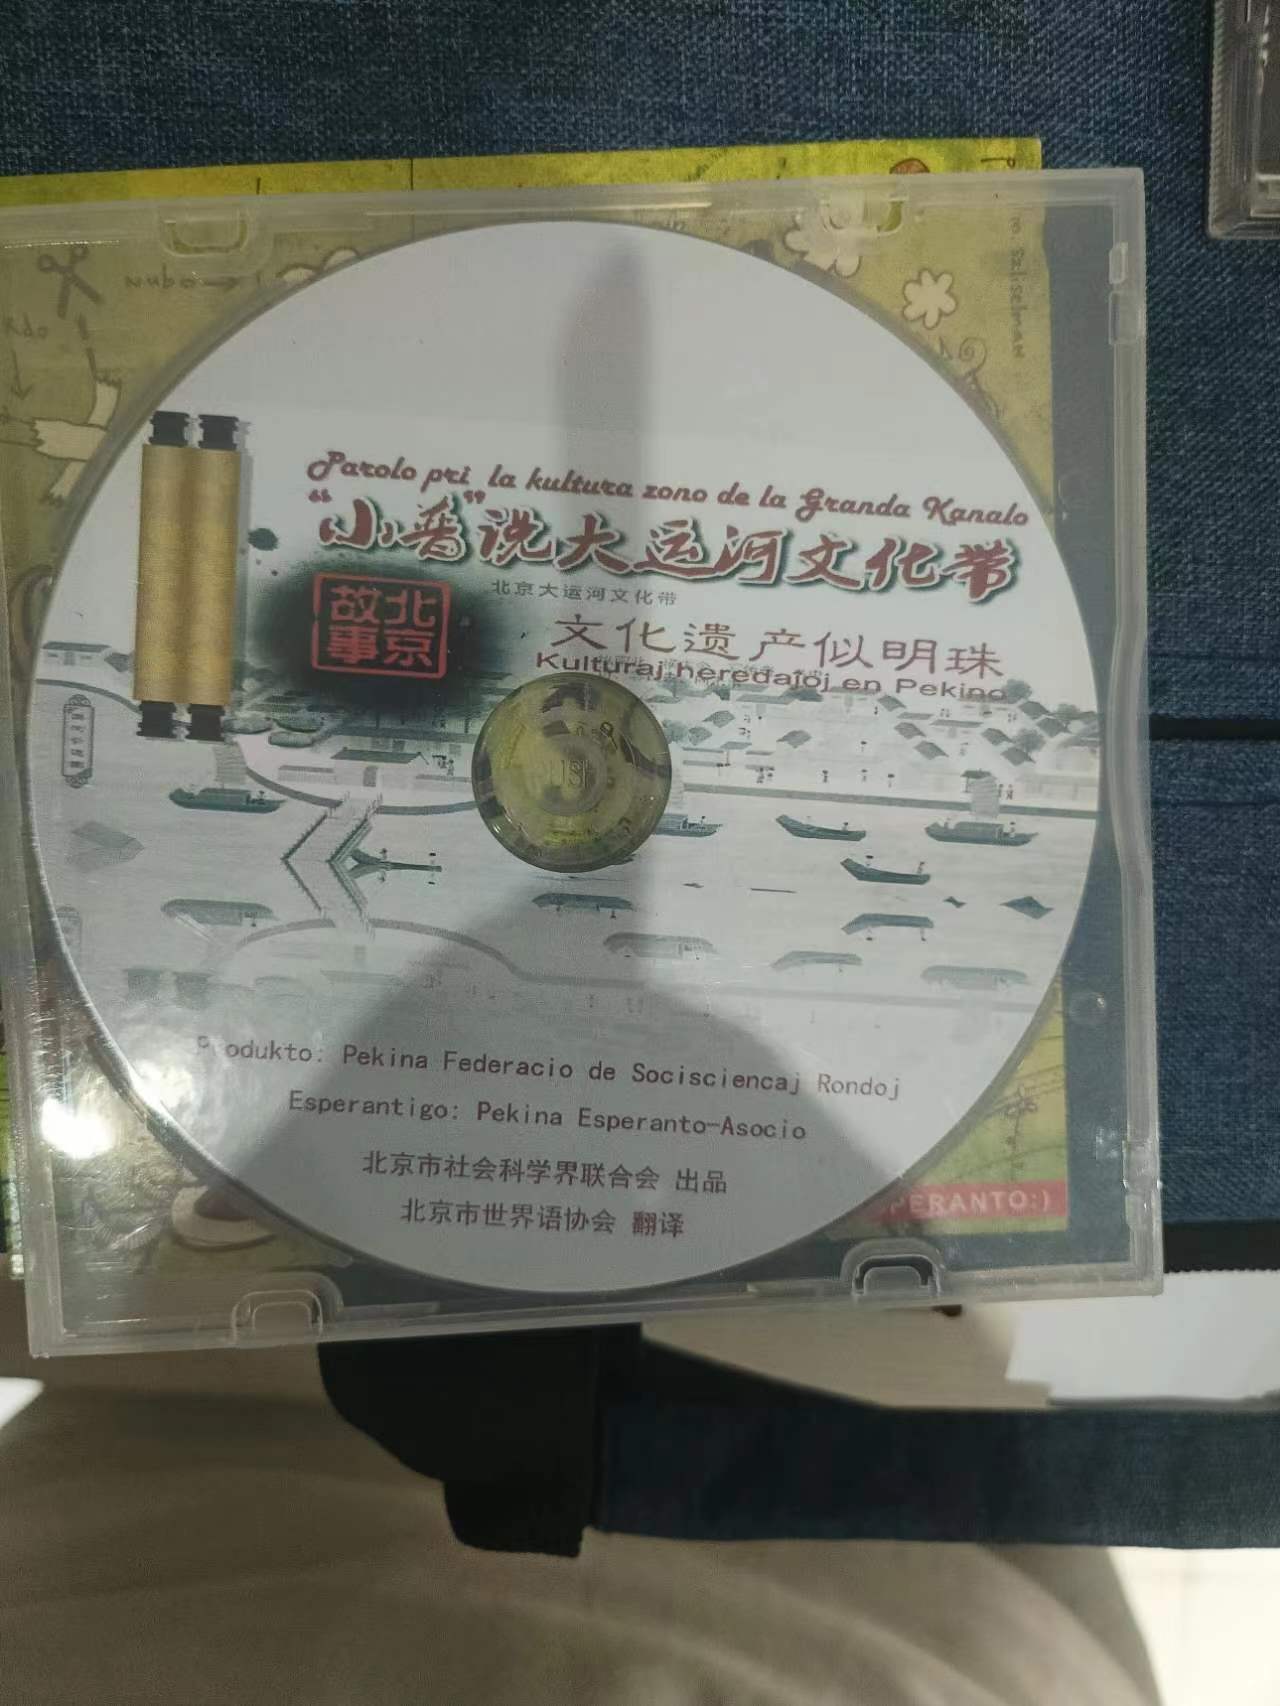 Parolo pri la kultura zono de la Granda Kanalo
“小普”说大运河文化带
北京大运河文化带
北京
故事
文化遗产似明珠
Kulturaj heredaĵoj en Pekino
Produkto: Pekina Federacio de Socisciencaj Rondoj
Esperantigo: Pekina Esperanto-Asocio
北京市社会科学界联合会 出品
北京市世界语协会 翻译
PERANTO:)